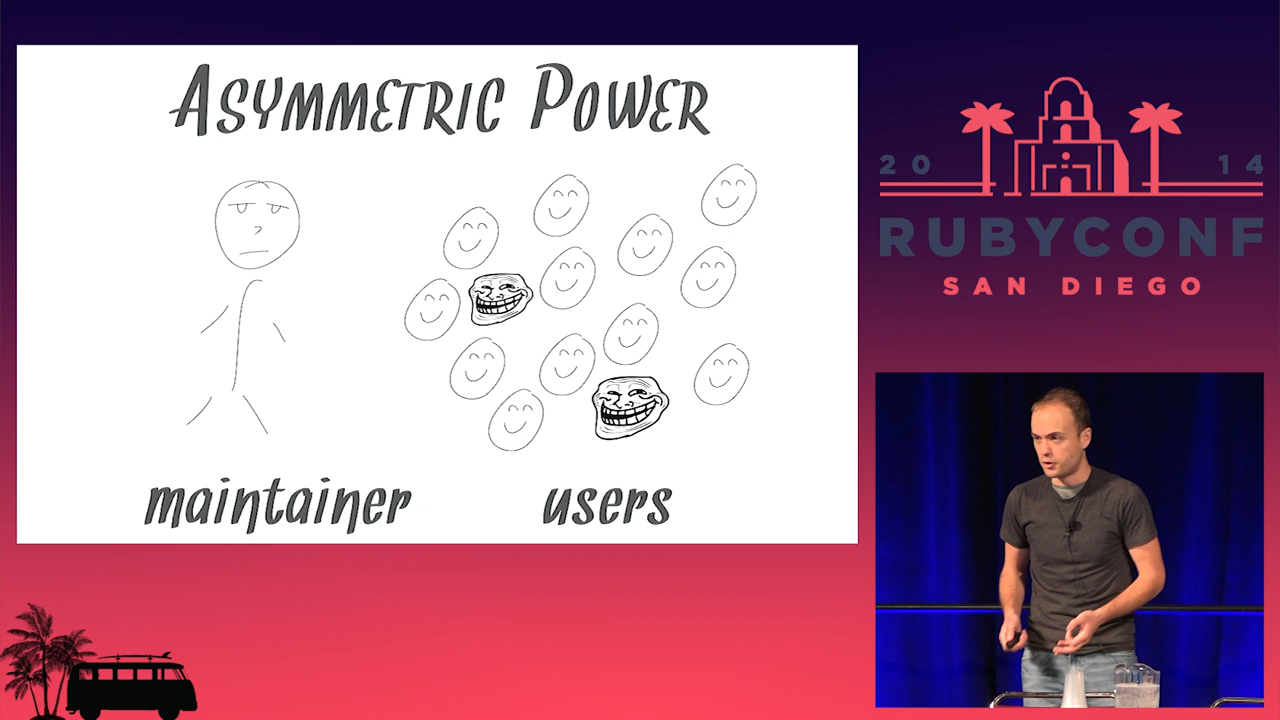 ASYMMETRIC POWER
maintainer
users
20 14
RUBYCONF
SAN DIEGO